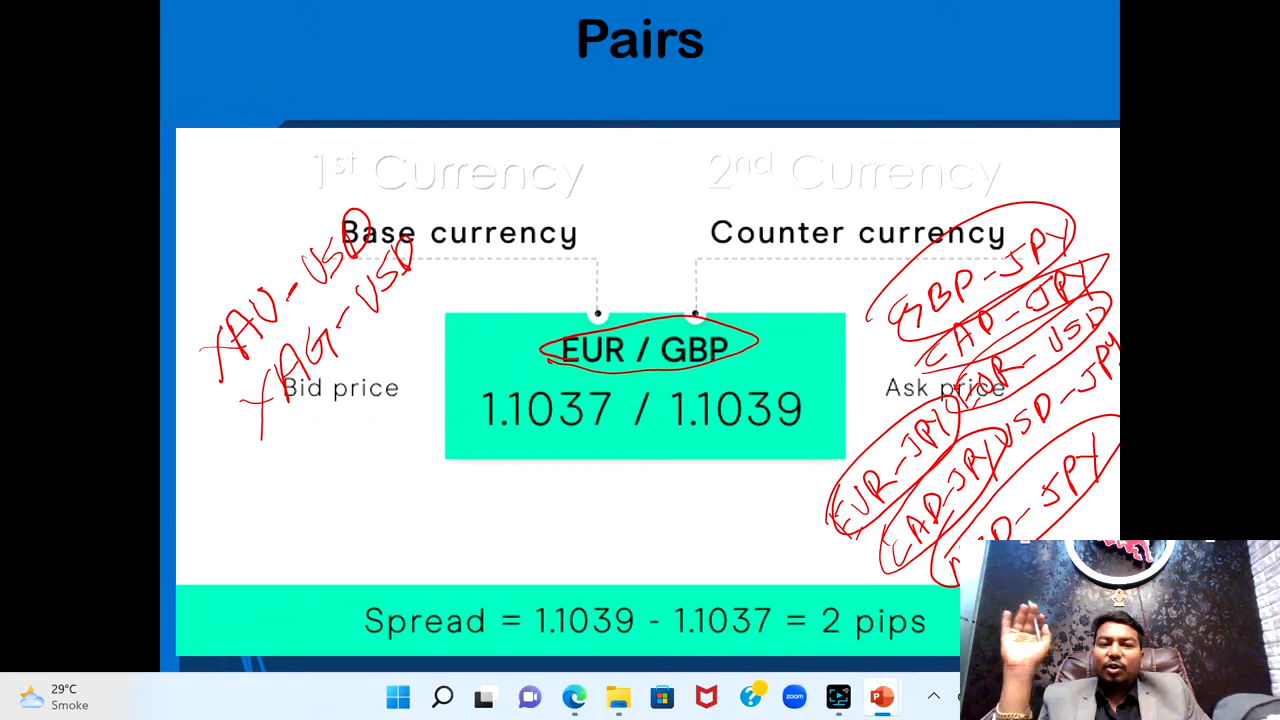 Pairs
1st Currency
2nd Currency
Base currency
Counter currency
XAU-USD
XAG-USD
GBP-JPY
CAD-JPY
EUR-USD
EUR / GBP
Bid price
Ask price
1.1037 / 1.1039
USD-JPY
EUR-JPY
CAD-JPY
D-JPY
Spread = 1.1039 - 1.1037 = 2 pips
29°C
Smoke
zoom